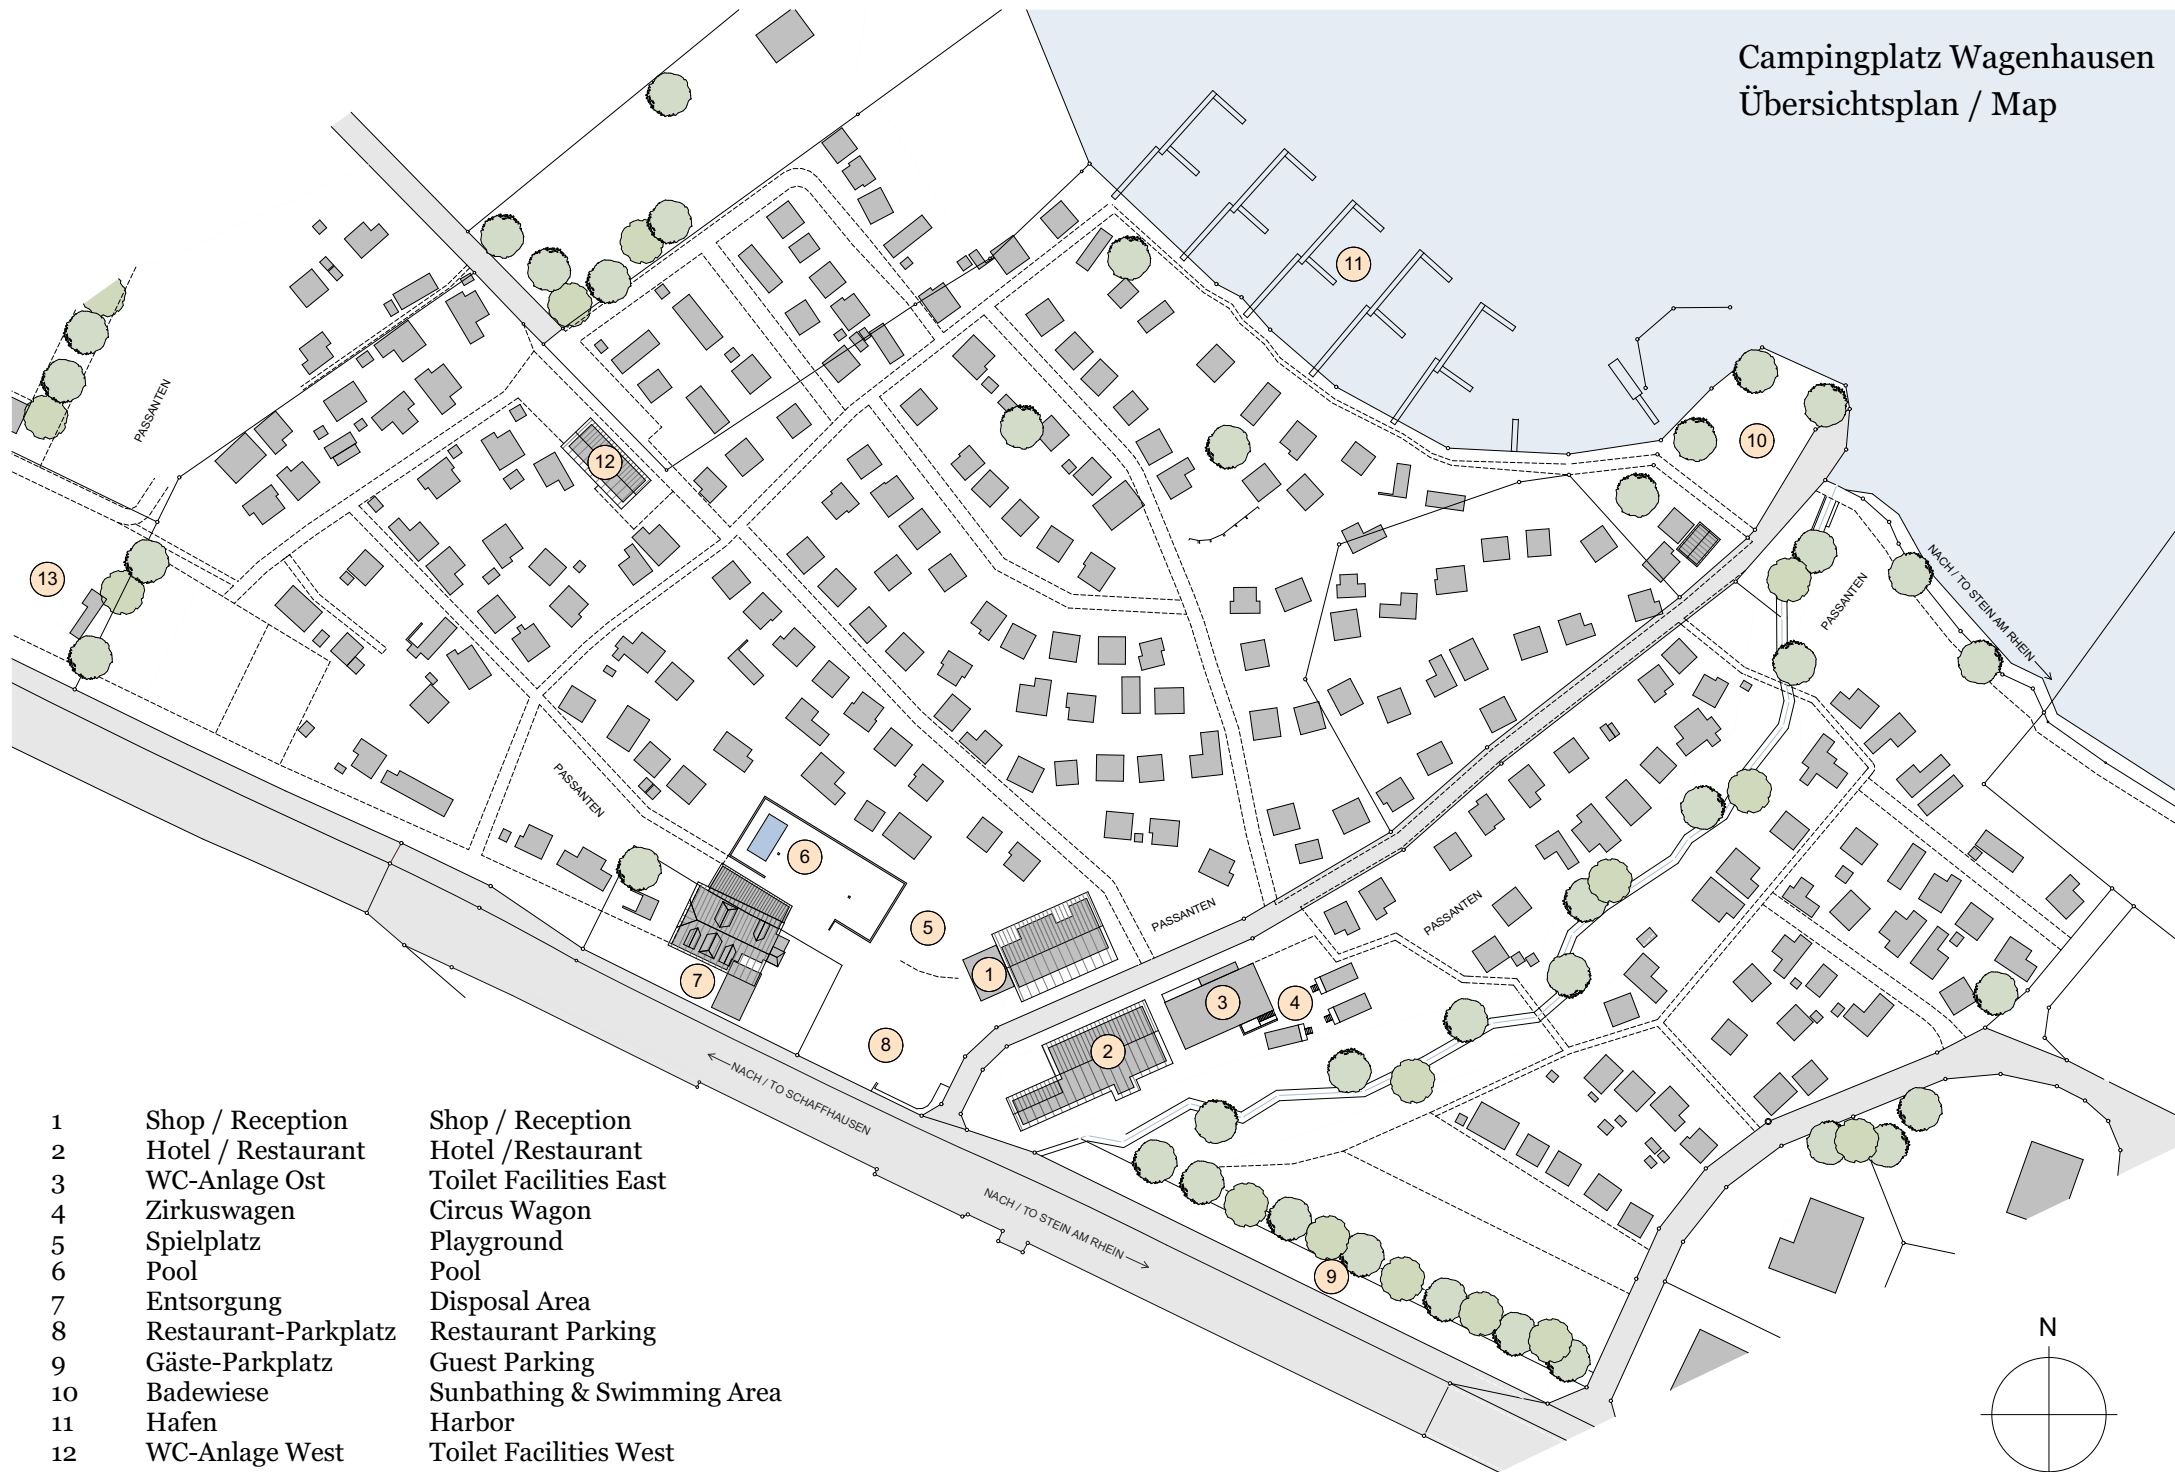 Campingplatz Wagenhausen
Übersichtsplan / Map
11
PASSANTEN
10
12
NACH / TO STEIN AM RHEIN
PASSANTEN
13
PASSANTEN
6
PASSANTEN
PASSANTEN
5
1
7
3
4
8
2
NACH / TO SCHAFFHAUSEN
NACH / TO STEIN AM RHEIN
9
N
1 Shop / Reception Shop / Reception
2 Hotel / Restaurant Hotel /Restaurant
3 WC-Anlage Ost Toilet Facilities East
4 Zirkuswagen Circus Wagon
5 Spielplatz Playground
6 Pool Pool
7 Entsorgung Disposal Area
8 Restaurant-Parkplatz Restaurant Parking
9 Gäste-Parkplatz Guest Parking
10 Badewiese Sunbathing & Swimming Area
11 Hafen Harbor
12 WC-Anlage West Toilet Facilities West